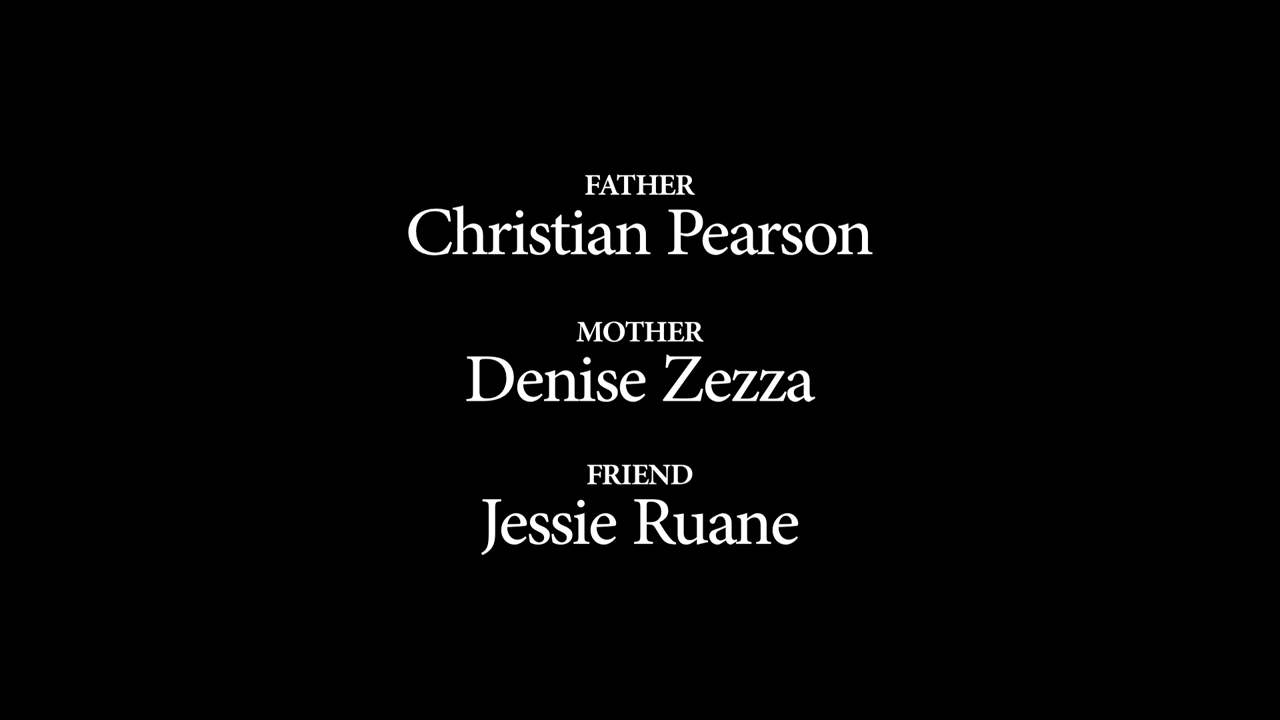 FATHER
Christian Pearson
MOTHER
Denise Zezza
FRIEND
Jessie Ruane